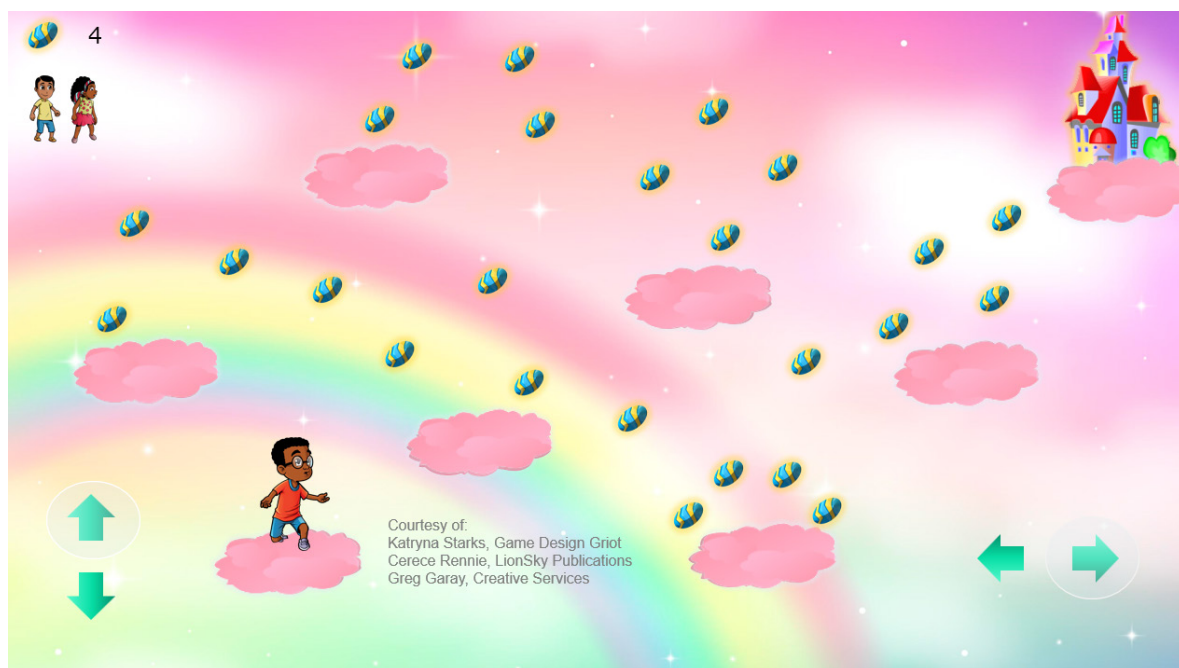 4
Courtesy of:
Katryna Starks, Game Design Griot
Cerece Rennie, LionSky Publications
Greg Garay, Creative Services